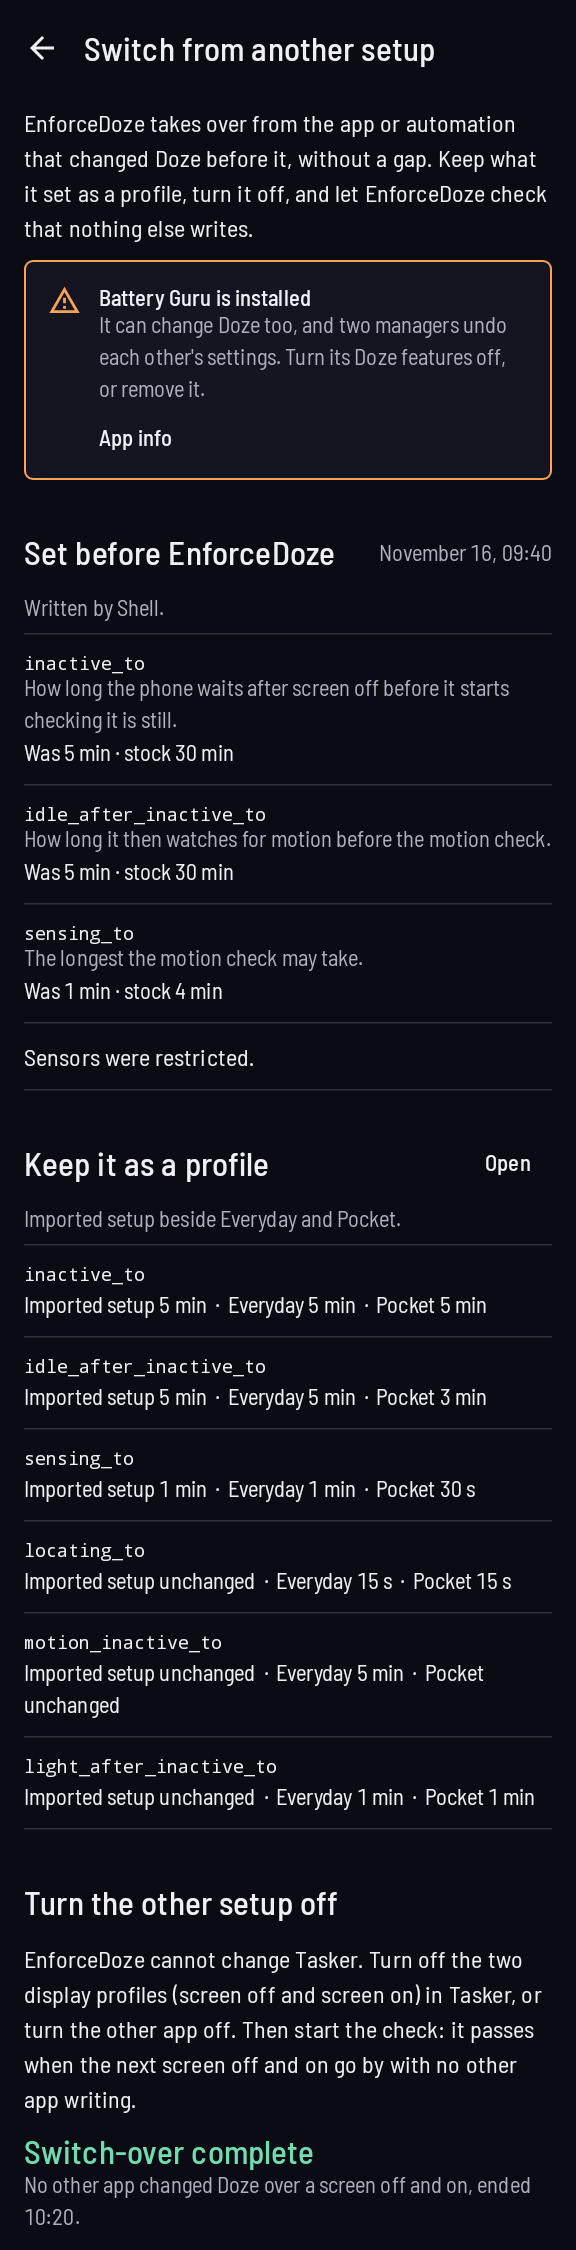 Switch from another setup
EnforceDoze takes over from the app or automation
that changed Doze before it, without a gap. Keep what
it set as a profile, turn it off, and let EnforceDoze check
that nothing else writes.
Battery Guru is installed
It can change Doze too, and two managers undo
each other's settings. Turn its Doze features off,
or remove it.
App info
Set before EnforceDoze
November 16, 09:40
Written by Shell.
inactive_to
How long the phone waits after screen off before it starts
checking it is still.
Was 5 min · stock 30 min
idle_after_inactive_to
How long it then watches for motion before the motion check.
Was 5 min · stock 30 min
sensing_to
The longest the motion check may take.
Was 1 min · stock 4 min
Sensors were restricted.
Keep it as a profile
Open
Imported setup beside Everyday and Pocket.
inactive_to
Imported setup 5 min · Everyday 5 min · Pocket 5 min
idle_after_inactive_to
Imported setup 5 min · Everyday 5 min · Pocket 3 min
sensing_to
Imported setup 1 min · Everyday 1 min · Pocket 30 s
locating_to
Imported setup unchanged · Everyday 15 s · Pocket 15 s
motion_inactive_to
Imported setup unchanged · Everyday 5 min · Pocket
unchanged
light_after_inactive_to
Imported setup unchanged · Everyday 1 min · Pocket 1 min
Turn the other setup off
EnforceDoze cannot change Tasker. Turn off the two
display profiles (screen off and screen on) in Tasker, or
turn the other app off. Then start the check: it passes
when the next screen off and on go by with no other
app writing.
Switch-over complete
No other app changed Doze over a screen off and on, ended
10:20.